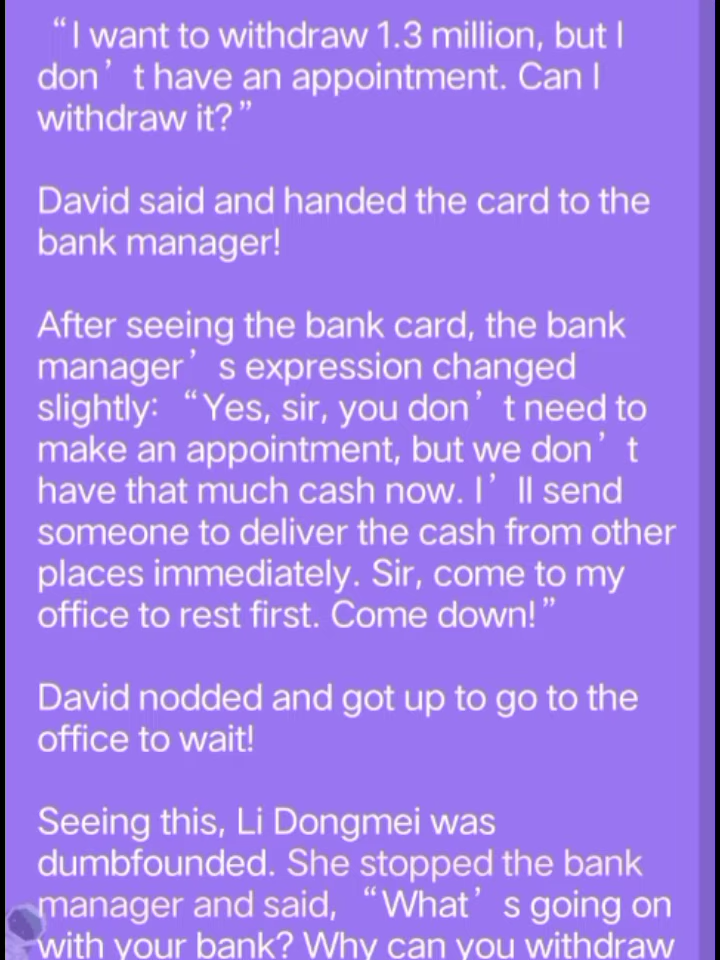 “I want to withdraw 1.3 million, but I
don’t have an appointment. Can I
withdraw it?”
David said and handed the card to the
bank manager!
After seeing the bank card, the bank
manager’s expression changed
slightly: “Yes, sir, you don’t need to
make an appointment, but we don’t
have that much cash now. I’ll send
someone to deliver the cash from other
places immediately. Sir, come to my
office to rest first. Come down!”
David nodded and got up to go to the
office to wait!
Seeing this, Li Dongmei was
dumbfounded. She stopped the bank
manager and said, “What’s going on
with your bank? Why can you withdraw